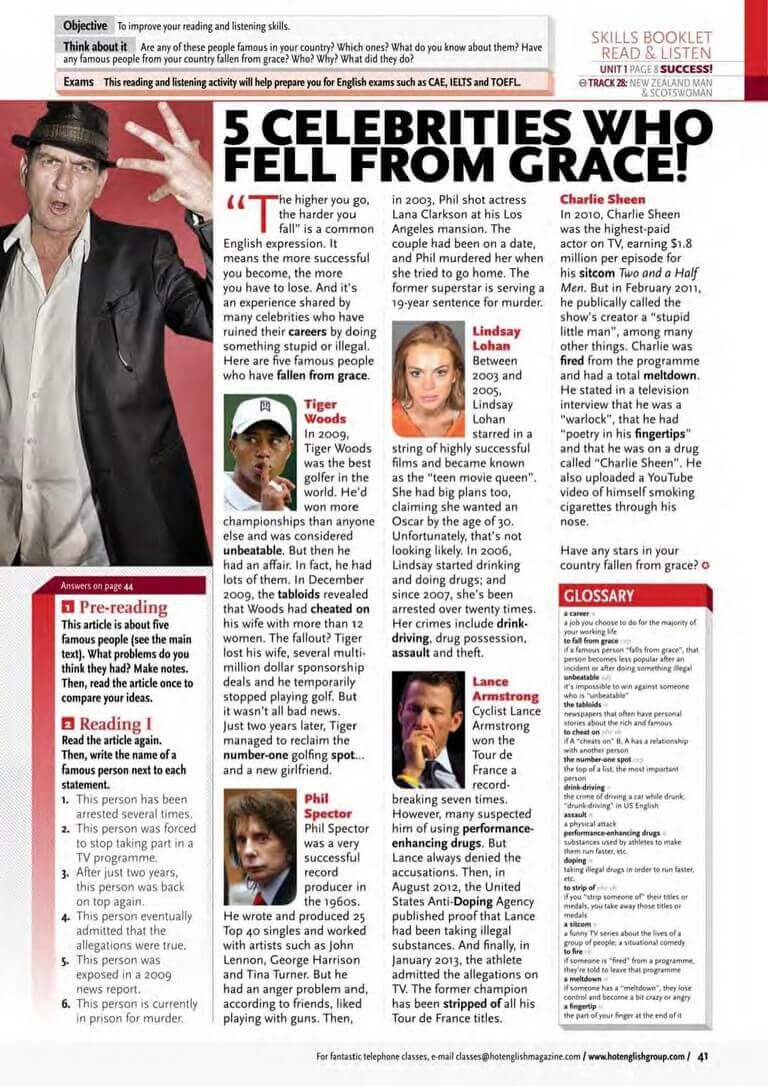 Objective To improve your reading and listening skills.
Think about it Are any of these people famous in your country? Which ones? What do you know about them? Have
any famous people from your country fallen from grace? Who? Why? What did they do?
Exams This reading and listening activity will help prepare you for English exams such as CAE, IELTS and TOEFL.
SKILLS BOOKLET
READ & LISTEN
UNIT 1 PAGE 8 SUCCESS!
TRACK 28: NEW ZEALAND MAN
& SCOTSWOMAN
5 CELEBRITIES WHO
FELL FROM GRACE!
“The higher you go,
the harder you
fall” is a common
English expression. It
means the more successful
you become, the more
you have to lose. And it's
an experience shared by
many celebrities who have
ruined their careers by doing
something stupid or illegal.
Here are five famous people
who have fallen from grace.
Tiger
Woods
In 2009,
Tiger Woods
was the best
golfer in the
world. He'd
won more
championships than anyone
else and was considered
unbeatable. But then he
had an affair. In fact, he had
lots of them. In December
2009, the tabloids revealed
that Woods had cheated on
his wife with more than 12
women. The fallout? Tiger
lost his wife, several multi-
million dollar sponsorship
deals and he temporarily
stopped playing golf. But
it wasn't all bad news.
Just two years later, Tiger
managed to reclaim the
number-one golfing spot...
and a new girlfriend.
Phil
Spector
Phil Spector
was a very
successful
record
producer in
the 1960s.
He wrote and produced 25
Top 40 singles and worked
with artists such as John
Lennon, George Harrison
and Tina Turner. But he
had an anger problem and,
according to friends, liked
playing with guns. Then,
in 2003, Phil shot actress
Lana Clarkson at his Los
Angeles mansion. The
couple had been on a date,
and Phil murdered her when
she tried to go home. The
former superstar is serving a
19-year sentence for murder.
Lindsay
Lohan
Between
2003 and
2005,
Lindsay
Lohan
starred in a
string of highly successful
films and became known
as the “teen movie queen”.
She had big plans too,
claiming she wanted an
Oscar by the age of 30.
Unfortunately, that's not
looking likely. In 2006,
Lindsay started drinking
and doing drugs; and
since 2007, she's been
arrested over twenty times.
Her crimes include drink-
driving, drug possession,
assault and theft.
Lance
Armstrong
Cyclist Lance
Armstrong
won the
Tour de
France a
record-
breaking seven times.
However, many suspected
him of using performance-
enhancing drugs. But
Lance always denied the
accusations. Then, in
August 2012, the United
States Anti-Doping Agency
published proof that Lance
had been taking illegal
substances. And finally, in
January 2013, the athlete
admitted the allegations on
TV. The former champion
has been stripped of all his
Tour de France titles.
Charlie Sheen
In 2010, Charlie Sheen
was the highest-paid
actor on TV, earning $1.8
million per episode for
his sitcom Two and a Half
Men. But in February 2011,
he publically called the
show's creator a “stupid
little man”, among many
other things. Charlie was
fired from the programme
and had a total meltdown.
He stated in a television
interview that he was a
“warlock”, that he had
“poetry in his fingertips”
and that he was on a drug
called “Charlie Sheen”. He
also uploaded a YouTube
video of himself smoking
cigarettes through his
nose.
Have any stars in your
country fallen from grace?
Answers on page 44
1 Pre-reading
This article is about five
famous people (see the main
text). What problems do you
think they had? Make notes.
Then, read the article once to
compare your ideas.
2 Reading I
Read the article again.
Then, write the name of a
famous person next to each
statement.
1. This person has been
arrested several times.
2. This person was forced
to stop taking part in a
TV programme.
3. After just two years,
this person was back
on top again.
4. This person eventually
admitted that the
allegations were true.
5. This person was
exposed in a 2009
news report.
6. This person is currently
in prison for murder.
GLOSSARY
a career n
a job you choose to do for the majority of
your working life
to fall from grace exp
if a famous person “falls from grace”, that
person becomes less popular after an
incident or after doing something illegal
unbeatable adj
it's impossible to win against someone
who is “unbeatable”
the tabloids n
newspapers that often have personal
stories about the rich and famous
to cheat on phr vb
if A “cheats on” B, A has a relationship
with another person
the number-one spot exp
the top of a list; the most important
person
drink-driving n
the crime of driving a car while drunk;
“drunk-driving” in US English
assault n
a physical attack
performance-enhancing drugs n
substances used by athletes to make
them run faster, etc.
doping n
taking illegal drugs in order to run faster,
etc.
to strip of phr vb
if you “strip someone of” their titles or
medals, you take away those titles or
medals
a sitcom n
a funny TV series about the lives of a
group of people; a situational comedy
to fire vb
if someone is “fired” from a programme,
they're told to leave that programme
a meltdown n
if someone has a “meltdown”, they lose
control and become a bit crazy or angry
a fingertip n
the part of your finger at the end of it
For fantastic telephone classes, e-mail classes@hotenglishmagazine.com / www.hotenglishgroup.com / 41